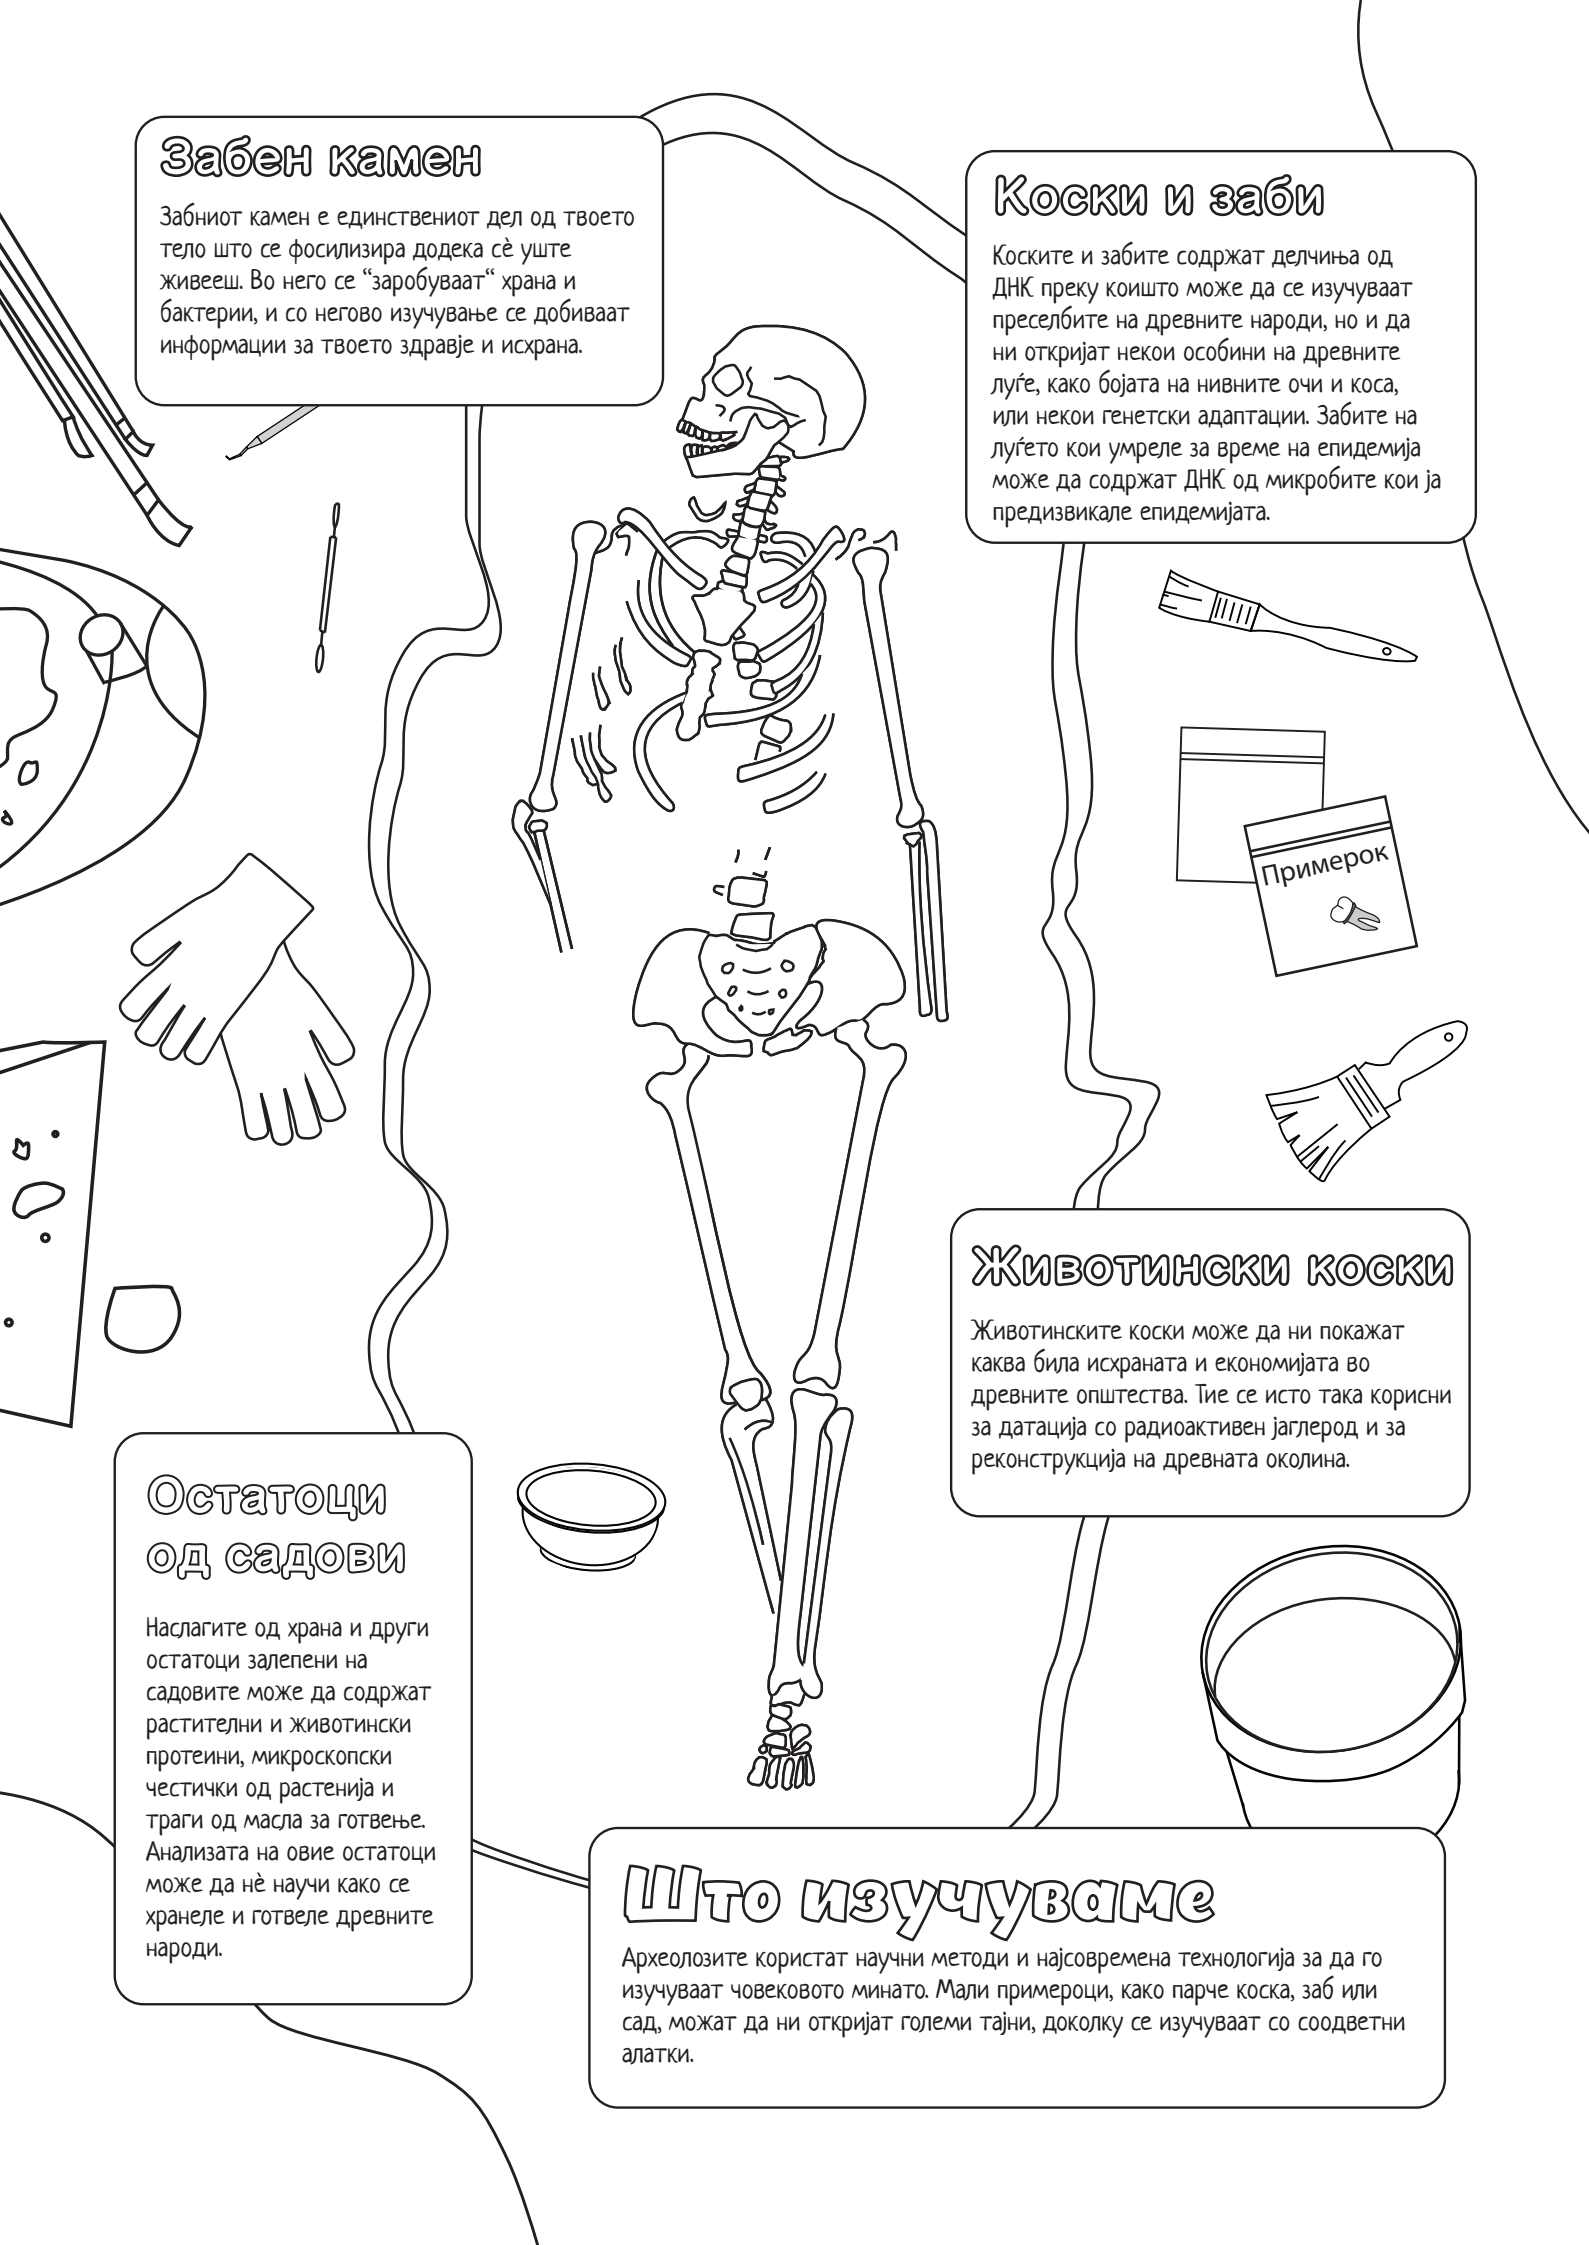 Забен камен
Забниот камен е единствениот дел од твоето
тело што се фосилизира додека сѐ уште
живееш. Во него се “заробуваат“ храна и
бактерии, и со негово изучување се добиваат
информации за твоето здравје и исхрана.
Коски и заби
Коските и забите содржат делчиња од
ДНК преку коишто може да се изучуваат
преселбите на древните народи, но и да
ни откријат некои особини на древните
луѓе, како бојата на нивните очи и коса,
или некои генетски адаптации. Забите на
луѓето кои умреле за време на епидемија
може да содржат ДНК од микробите кои ја
предизвикале епидемијата.
Примерок
Животински коски
Животинските коски може да ни покажат
каква била исхраната и економијата во
древните општества. Тие се исто така корисни
за датација со радиоактивен јаглерод и за
реконструкција на древната околина.
Остатоци
од садови
Наслагите од храна и други
остатоци залепени на
садовите може да содржат
растителни и животински
протеини, микроскопски
честички од растенија и
траги од масла за готвење.
Анализата на овие остатоци
може да нѐ научи како се
хранеле и готвеле древните
народи.
Што изучуваме
Археолозите користат научни методи и најсовремена технологија за да го
изучуваат човековото минато. Мали примероци, како парче коска, заб или
сад, можат да ни откријат големи тајни, доколку се изучуваат со соодветни
алатки.